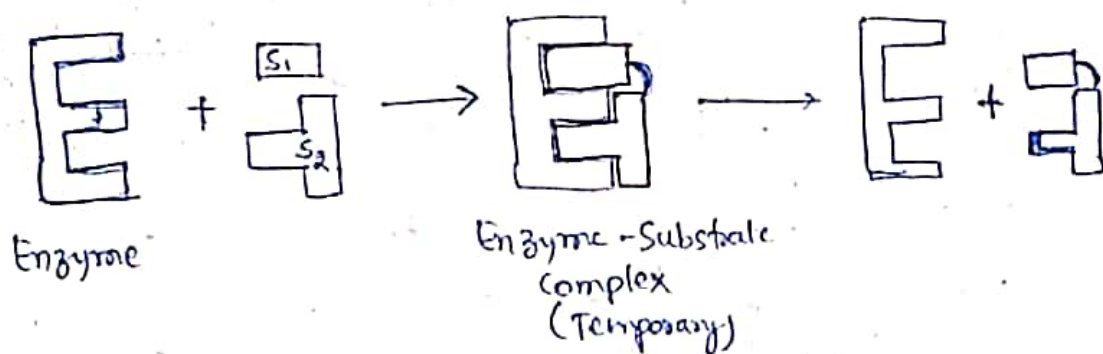 S1
+
S2
+
Enzyme
Enzyme-Substrate
complex
(Temporary)